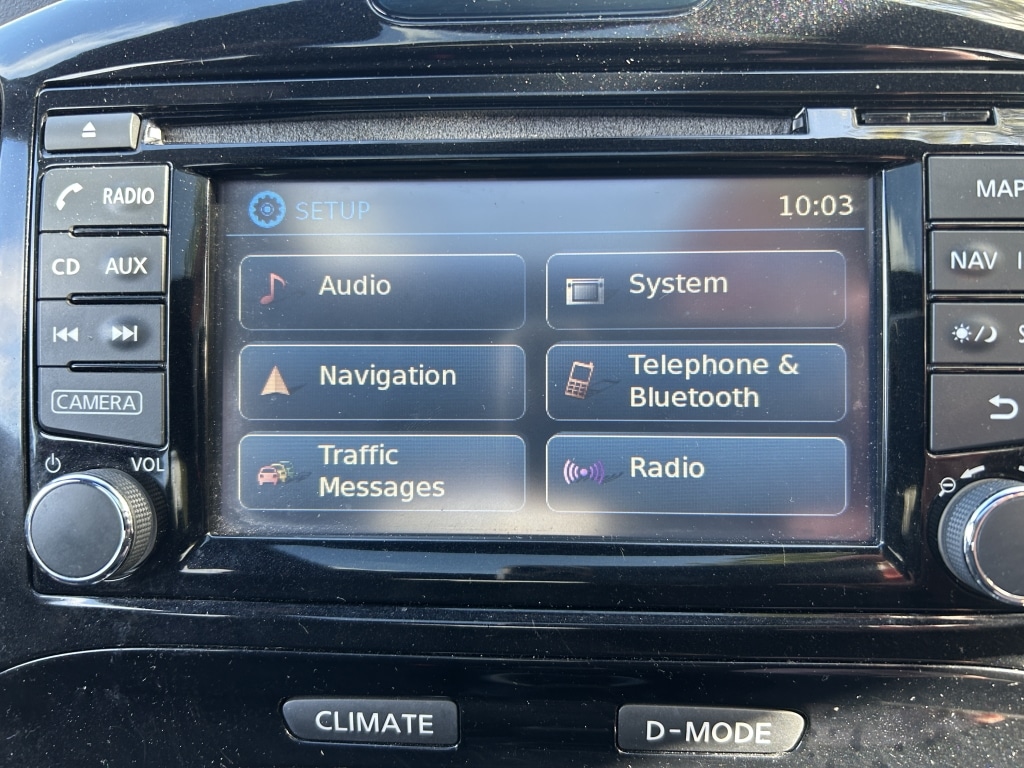 RADIO
CD AUX
CAMERA
VOL
SETUP 10:03
Audio
System
Navigation
Telephone &
Bluetooth
Traffic
Messages
Radio
MAP
NAV
CLIMATE
D-MODE